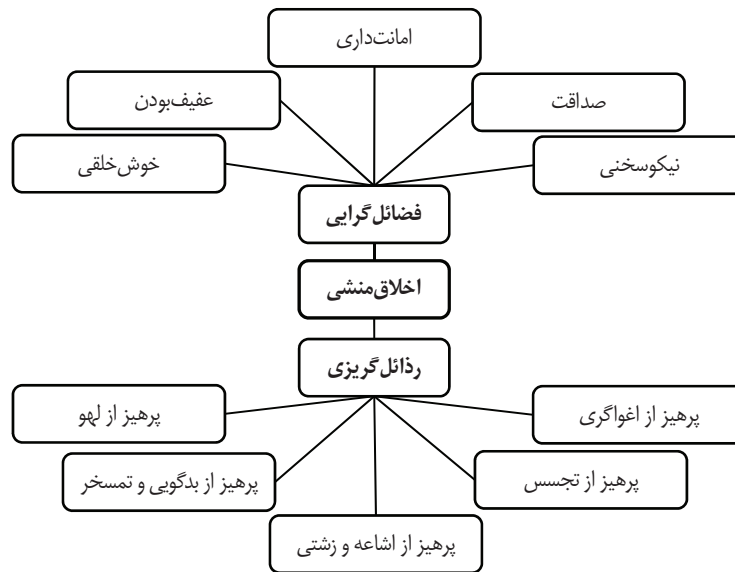 امانت‌داری
صداقت
عفیف‌بودن
نیکوسخنی
خوش‌خلقی
فضائل‌گرایی
اخلاق‌منشی
رذائل‌گریزی
پرهیز از اغواگری
پرهیز از لهو
پرهیز از تجسس
پرهیز از بدگویی و تمسخر
پرهیز از اشاعه و زشتی